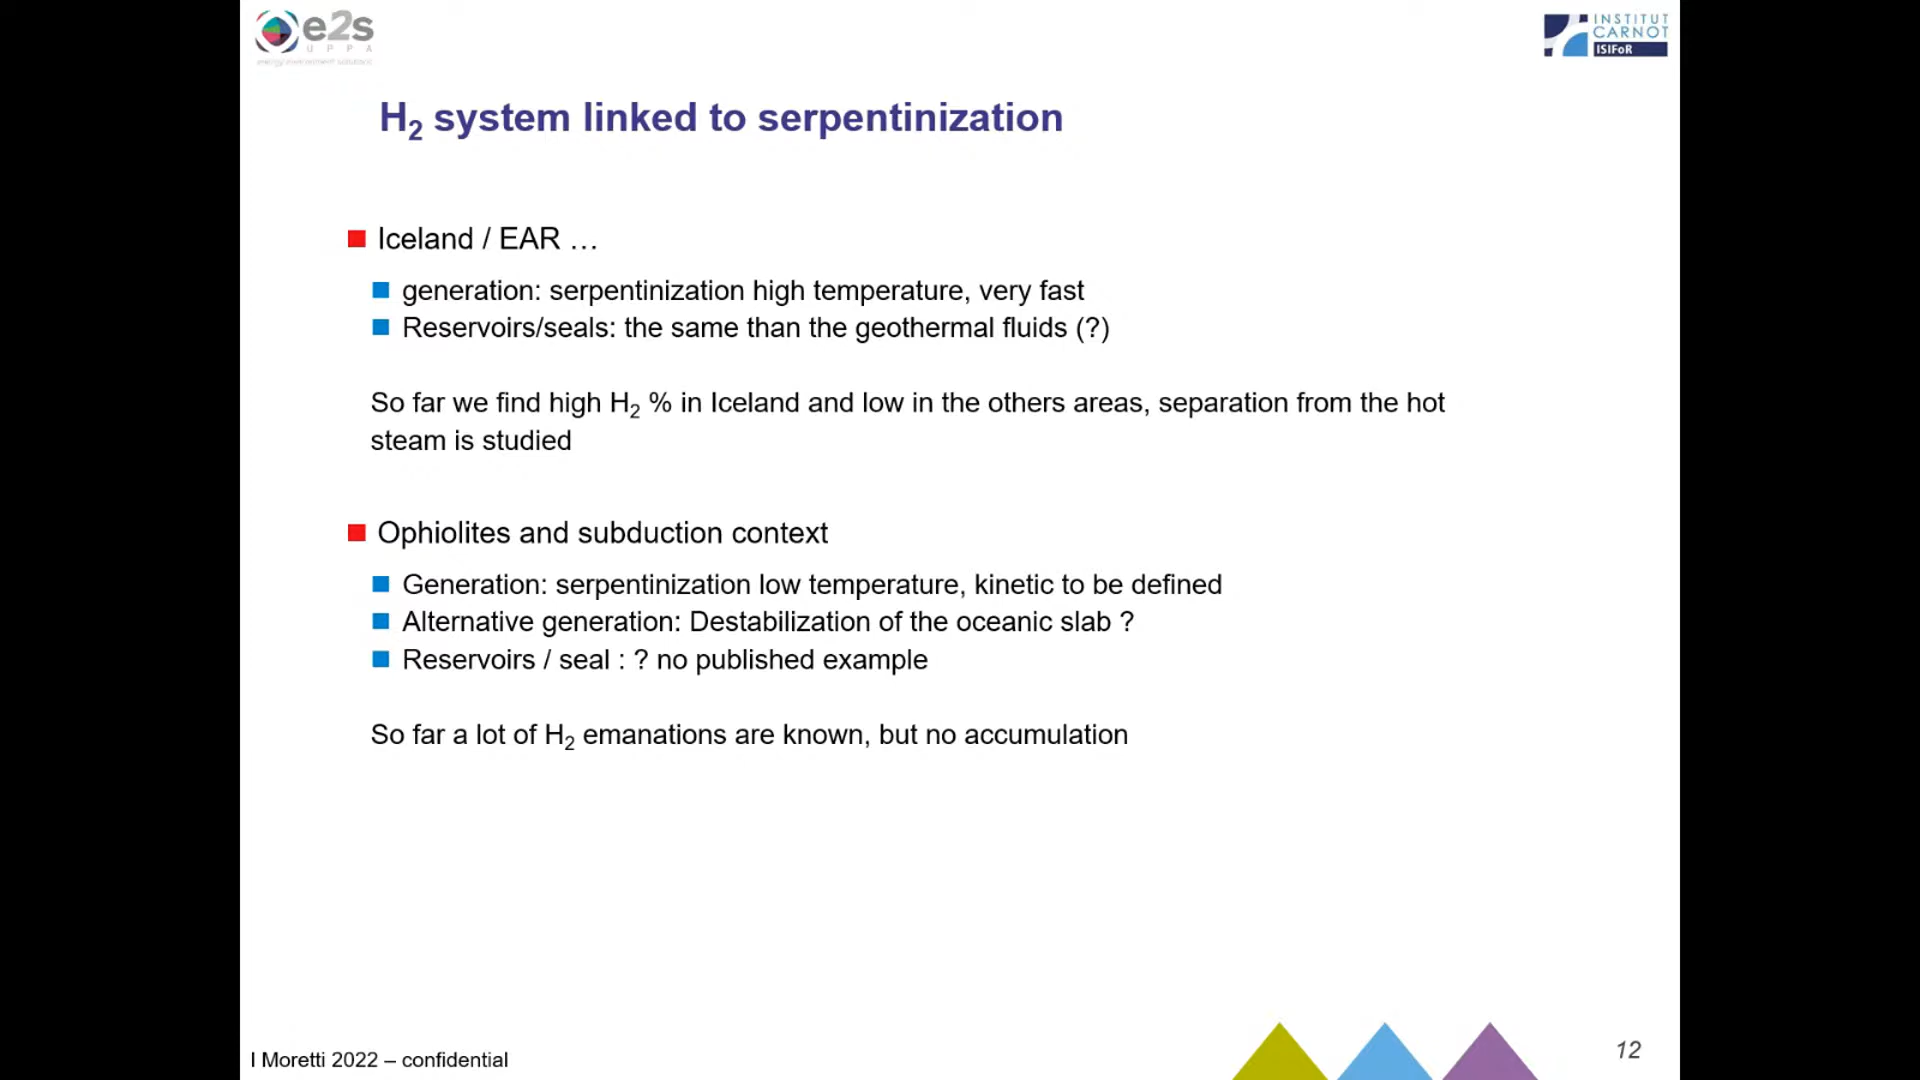 e2s
UPPA
energy environment solutions
INSTITUT
CARNOT
ISIFoR
H₂ system linked to serpentinization
Iceland / EAR …
generation: serpentinization high temperature, very fast
Reservoirs/seals: the same than the geothermal fluids (?)
So far we find high H₂ % in Iceland and low in the others areas, separation from the hot
steam is studied
Ophiolites and subduction context
Generation: serpentinization low temperature, kinetic to be defined
Alternative generation: Destabilization of the oceanic slab ?
Reservoirs / seal : ? no published example
So far a lot of H₂ emanations are known, but no accumulation
I Moretti 2022 – confidential
12